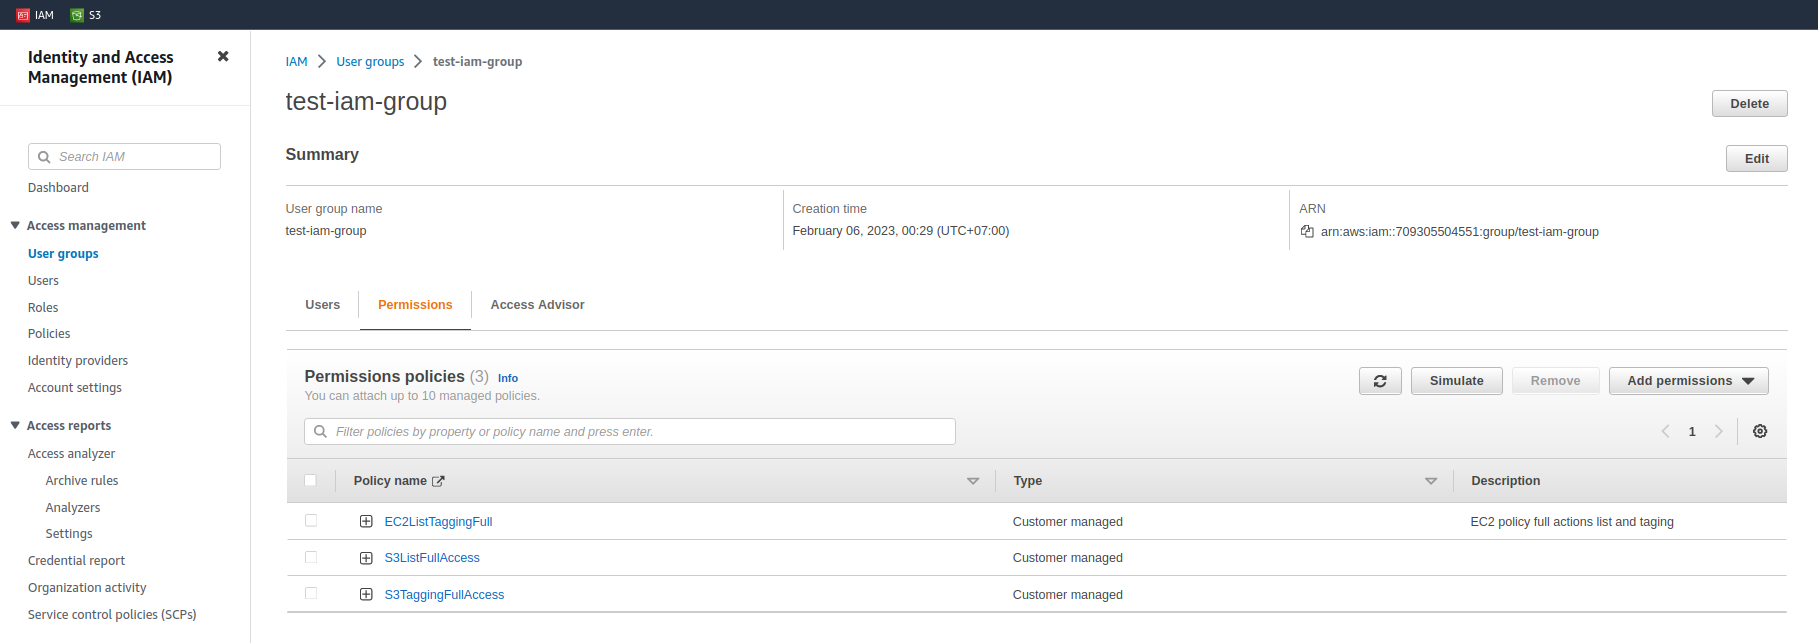 IAM S3
Identity and Access
Management (IAM)
Search IAM
Dashboard
Access management
User groups
Users
Roles
Policies
Identity providers
Account settings
Access reports
Access analyzer
Archive rules
Analyzers
Settings
Credential report
Organization activity
Service control policies (SCPs)
IAM User groups test-iam-group
test-iam-group
Delete
Summary
Edit
User group name
test-iam-group
Creation time
February 06, 2023, 00:29 (UTC+07:00)
ARN
arn:aws:iam::709305504551:group/test-iam-group
Users Permissions Access Advisor
Permissions policies (3) Info
You can attach up to 10 managed policies.
Simulate Remove Add permissions
Filter policies by property or policy name and press enter.
1
Policy name Type Description
EC2ListTaggingFull Customer managed EC2 policy full actions list and taging
S3ListFullAccess Customer managed
S3TaggingFullAccess Customer managed